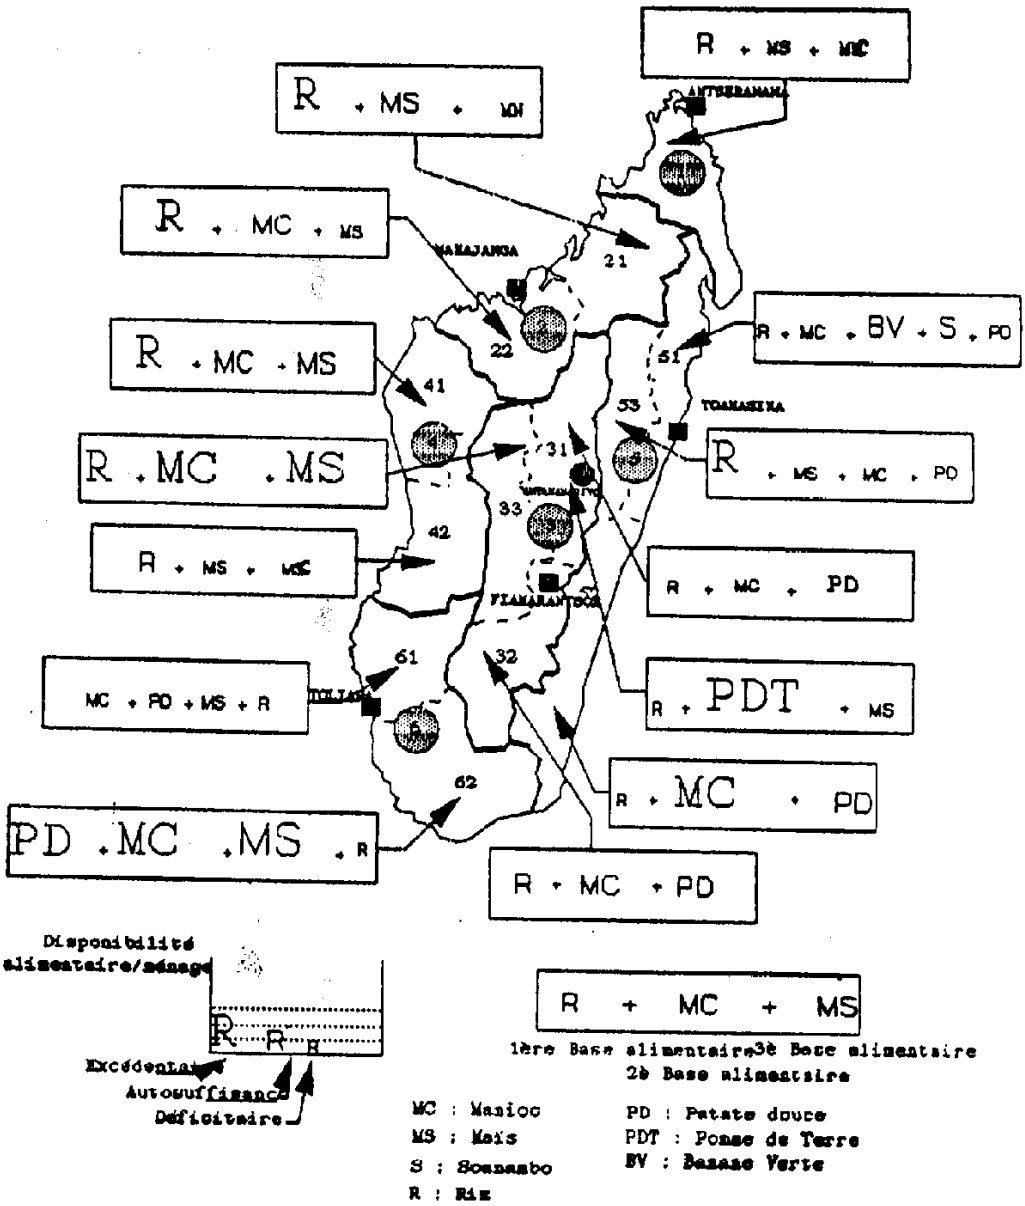 R + MS + MC
ANTSERANANA
R + MS + MN
R + MC + MS
MAHAJANGA
21
R + MC + BV + S + PD
R + MC + MS
22
51
41
53
TOAMASINA
R + MC + MS
31
R + MS + MC + PD
33
42
R + MS + MC
R + MC + PD
61
32
MC + PD + MS + R
TOLIARA
R + PDT + MS
62
R + MC + PD
PD + MC + MS + R
R + MC + PD
Disponibilité
alimentaire/ménage
R R R
Excédentaire
Autosuffisance
Déficitaire
R + MC + MS
1ère Base alimentaire 3è Base alimentaire
2è Base alimentaire
MC : Manioc
MS : Maïs
S : Soanambo
R : Riz
PD : Patate douce
PDT : Pomme de Terre
BV : Banane Verte